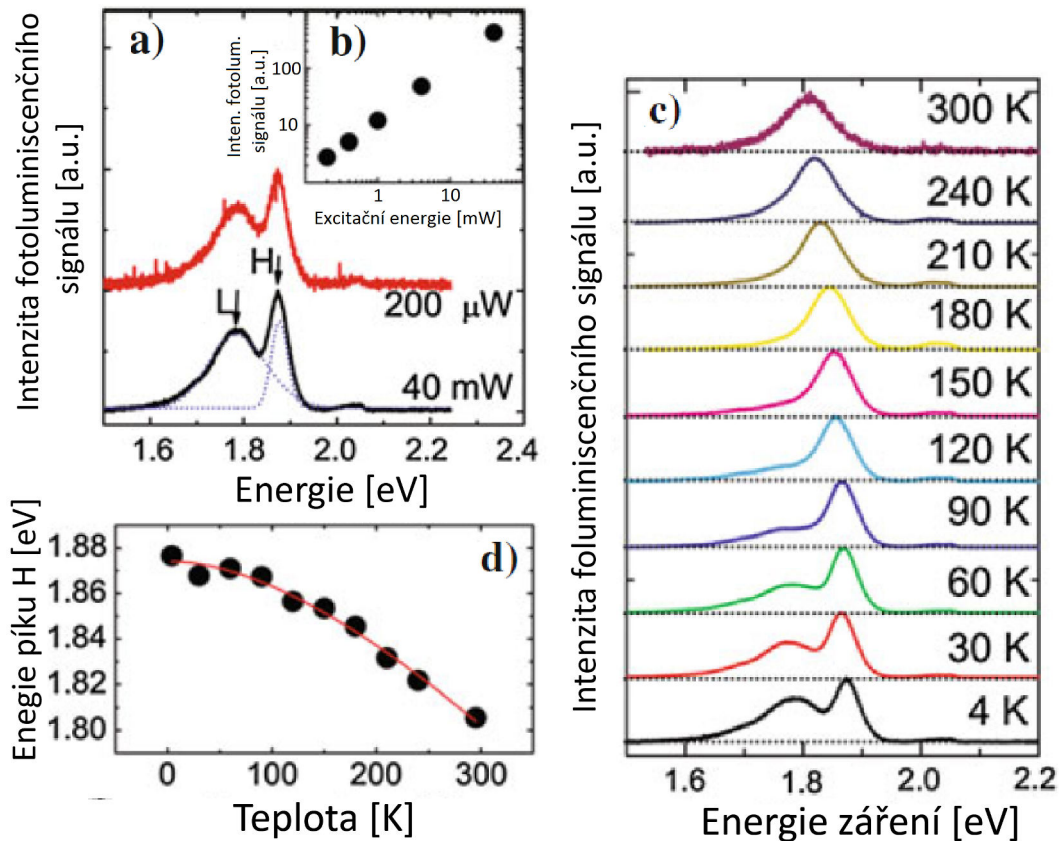 a)
b)
Intenzita fotoluminiscenčního
signálu [a.u.]
Inten. fotolum.
signálu [a.u.]
100
10
1
10
Excitační energie [mW]
H
L
200 μW
40 mW
1.6
1.8
2.0
2.2
2.4
Energie [eV]
c)
Intenzita foluminiscenčního signálu [a.u.]
300 K
240 K
210 K
180 K
150 K
120 K
90 K
60 K
30 K
4 K
1.6
1.8
2.0
2.2
Energie záření [eV]
d)
Enegie píku H [eV]
1.88
1.86
1.84
1.82
1.80
0
100
200
300
Teplota [K]